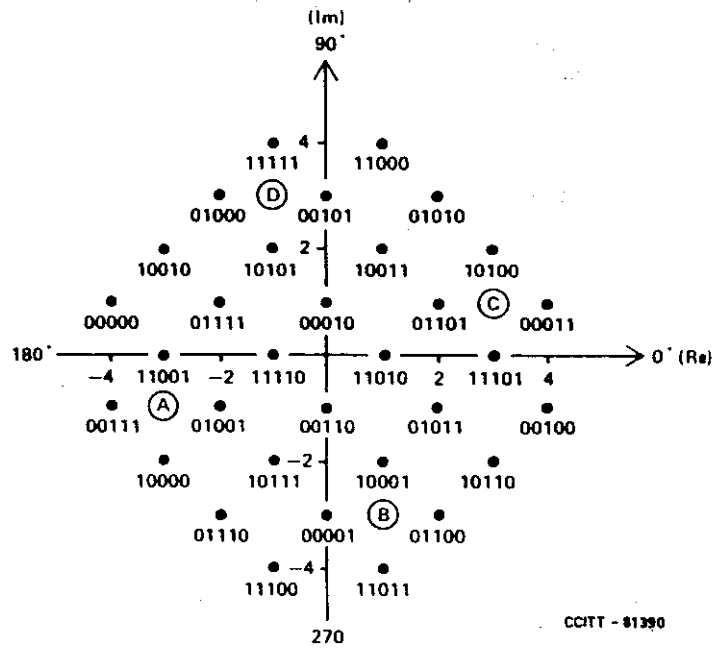 (Im)
90°
4
11111 11000
D
01000 00101 01010
2
10010 10101 10011 10100
C
00000 01111 00010 01101 00011
180° 0° (Re)
−4 11001 −2 11110 11010 2 11101 4
A
00111 01001 00110 01011 00100
−2
10000 10111 10001 10110
B
01110 00001 01100
−4
11100 11011
CCITT - 81390
270